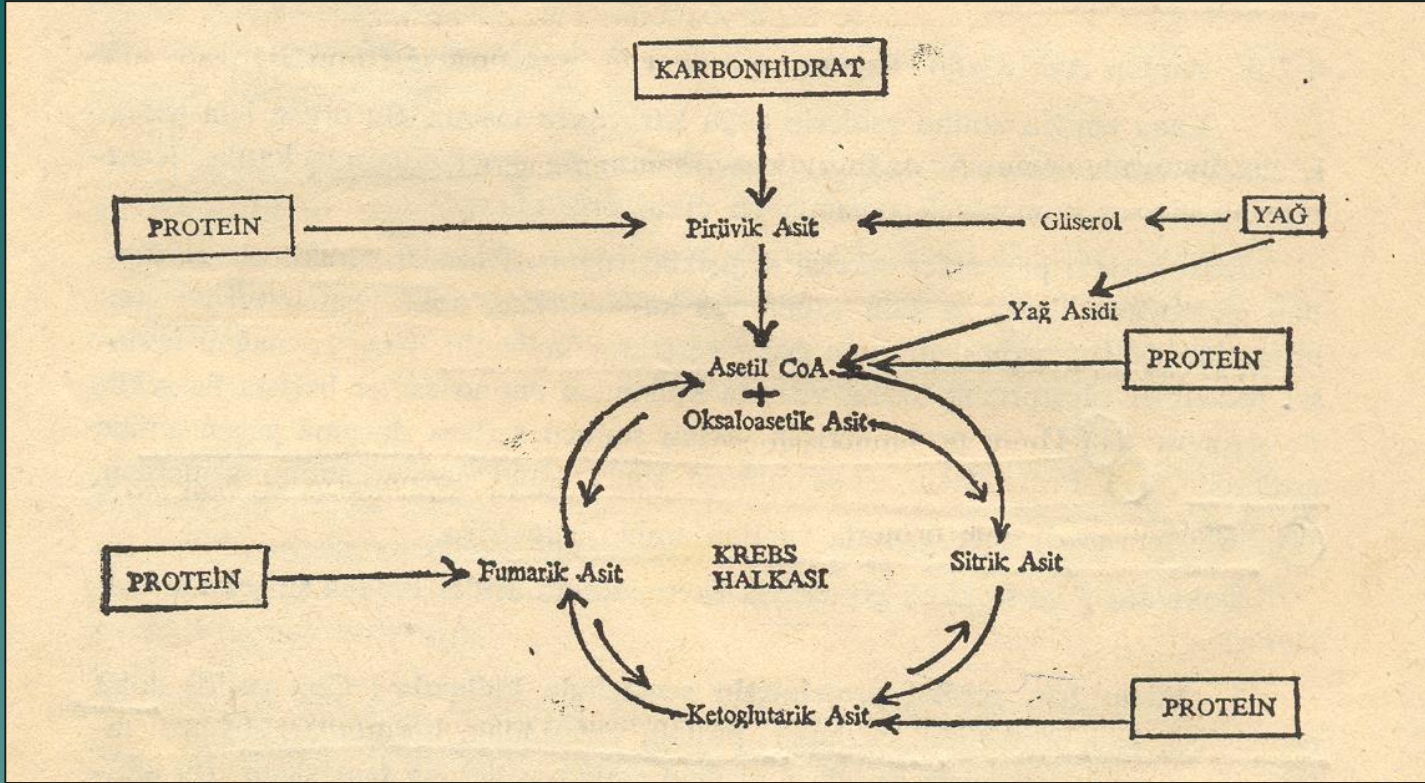 KARBONHİDRAT
PROTEİN
Pirüvik Asit
Gliserol
YAĞ
Yağ Asidi
Asetil CoA
PROTEİN
+
Oksaloasetik Asit
PROTEİN
Fumarik Asit
KREBS
HALKASI
Sitrik Asit
Ketoglutarik Asit
PROTEİN